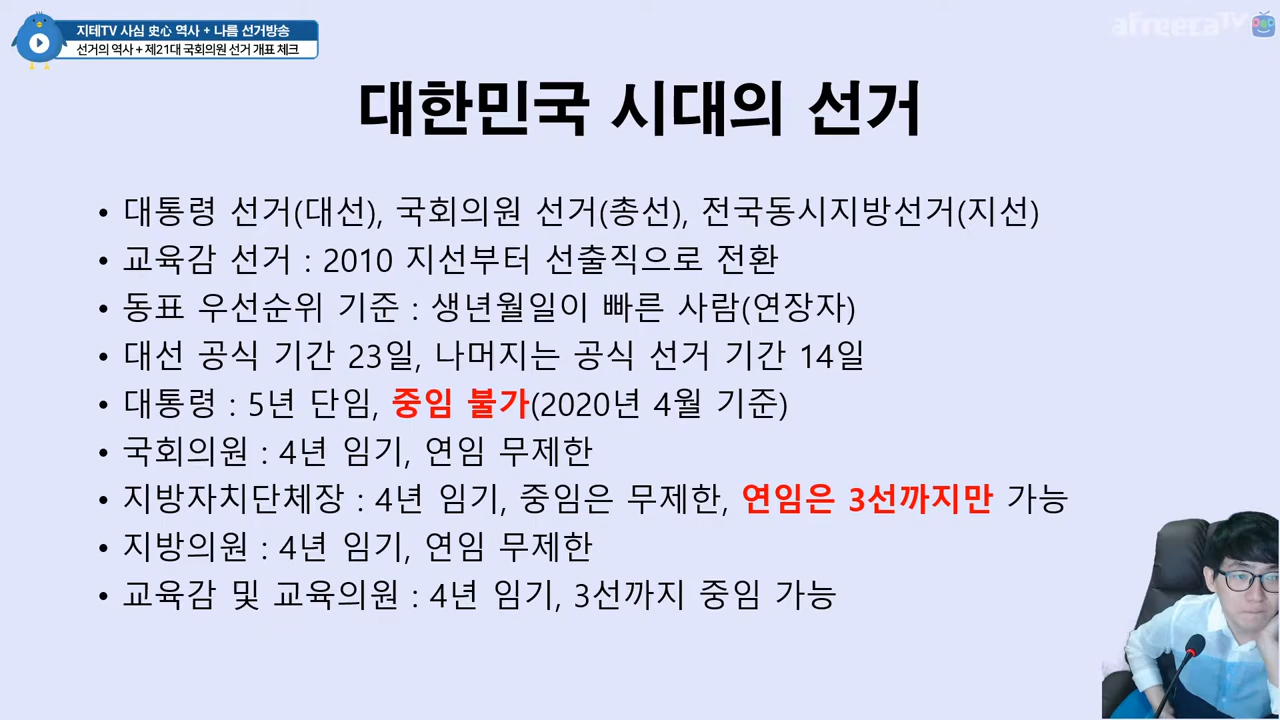 지테TV 사심 史心 역사 + 나름 선거방송
선거의 역사 + 제21대 국회의원 선거 개표 체크
afreecaTV
대한민국 시대의 선거
• 대통령 선거(대선), 국회의원 선거(총선), 전국동시지방선거(지선)
• 교육감 선거 : 2010 지선부터 선출직으로 전환
• 동표 우선순위 기준 : 생년월일이 빠른 사람(연장자)
• 대선 공식 기간 23일, 나머지는 공식 선거 기간 14일
• 대통령 : 5년 단임, 중임 불가(2020년 4월 기준)
• 국회의원 : 4년 임기, 연임 무제한
• 지방자치단체장 : 4년 임기, 중임은 무제한, 연임은 3선까지만 가능
• 지방의원 : 4년 임기, 연임 무제한
• 교육감 및 교육의원 : 4년 임기, 3선까지 중임 가능